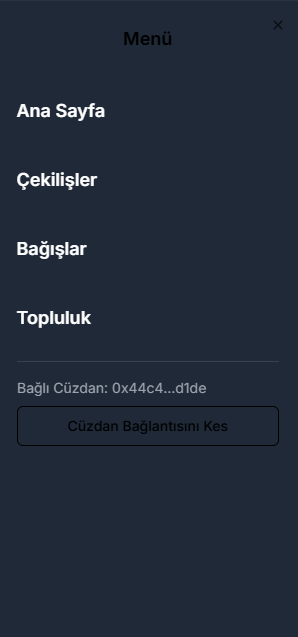 Menü
Ana Sayfa
Çekilişler
Bağışlar
Topluluk
Bağlı Cüzdan: 0x44c4...d1de
Cüzdan Bağlantısını Kes